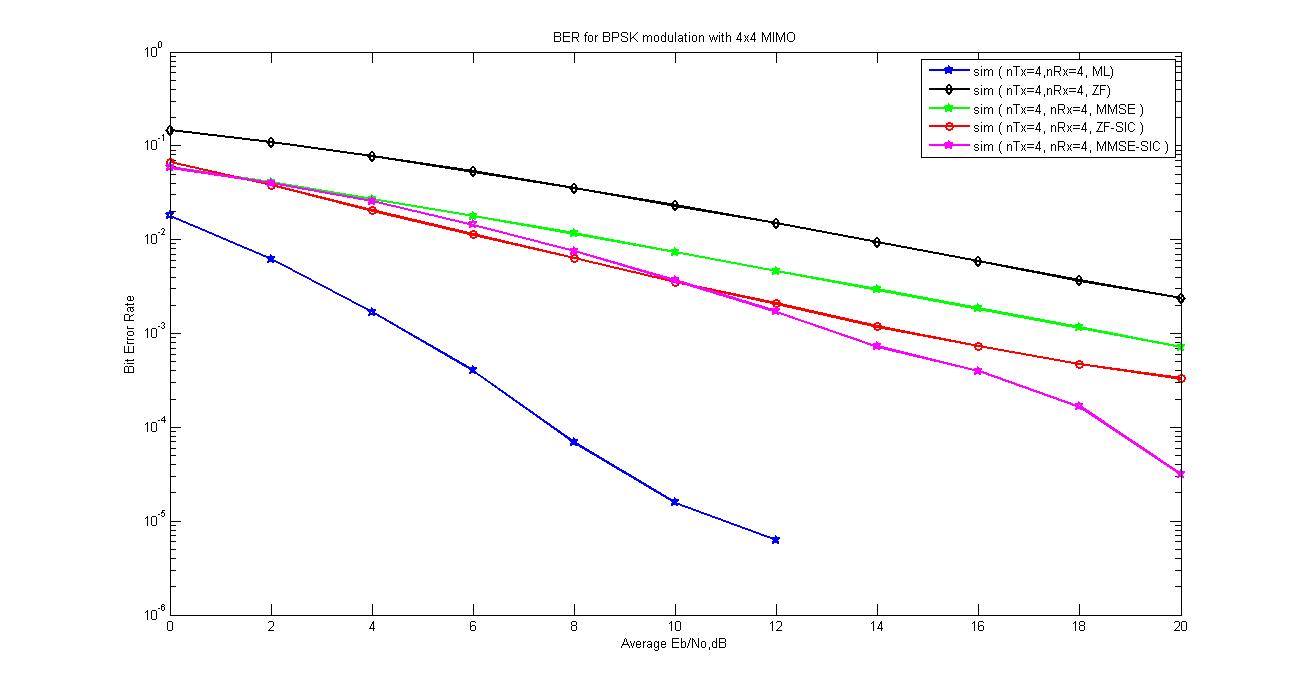 BER for BPSK modulation with 4x4 MIMO
sim ( nTx=4,nRx=4, ML)
sim ( nTx=4,nRx=4, ZF)
sim ( nTx=4, nRx=4, MMSE )
sim ( nTx=4, nRx=4, ZF-SIC )
sim ( nTx=4, nRx=4, MMSE-SIC )
10^0
10^-1
10^-2
10^-3
10^-4
10^-5
10^-6
Bit Error Rate
0 2 4 6 8 10 12 14 16 18 20
Average Eb/No,dB